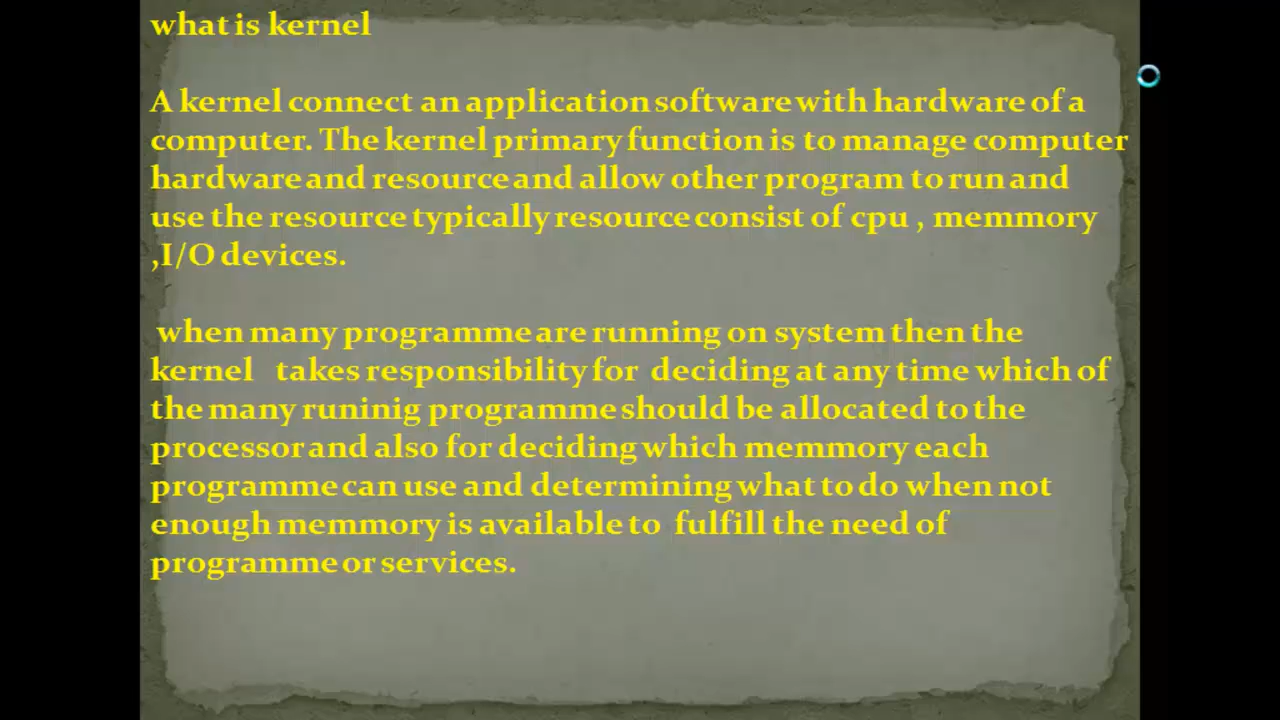 what is kernel
A kernel connect an application software with hardware of a
computer. The kernel primary function is to manage computer
hardware and resource and allow other program to run and
use the resource typically resource consist of cpu , memmory
,I/O devices.
when many programme are running on system then the
kernel takes responsibility for deciding at any time which of
the many runinig programme should be allocated to the
processor and also for deciding which memmory each
programme can use and determining what to do when not
enough memmory is available to fulfill the need of
programme or services.